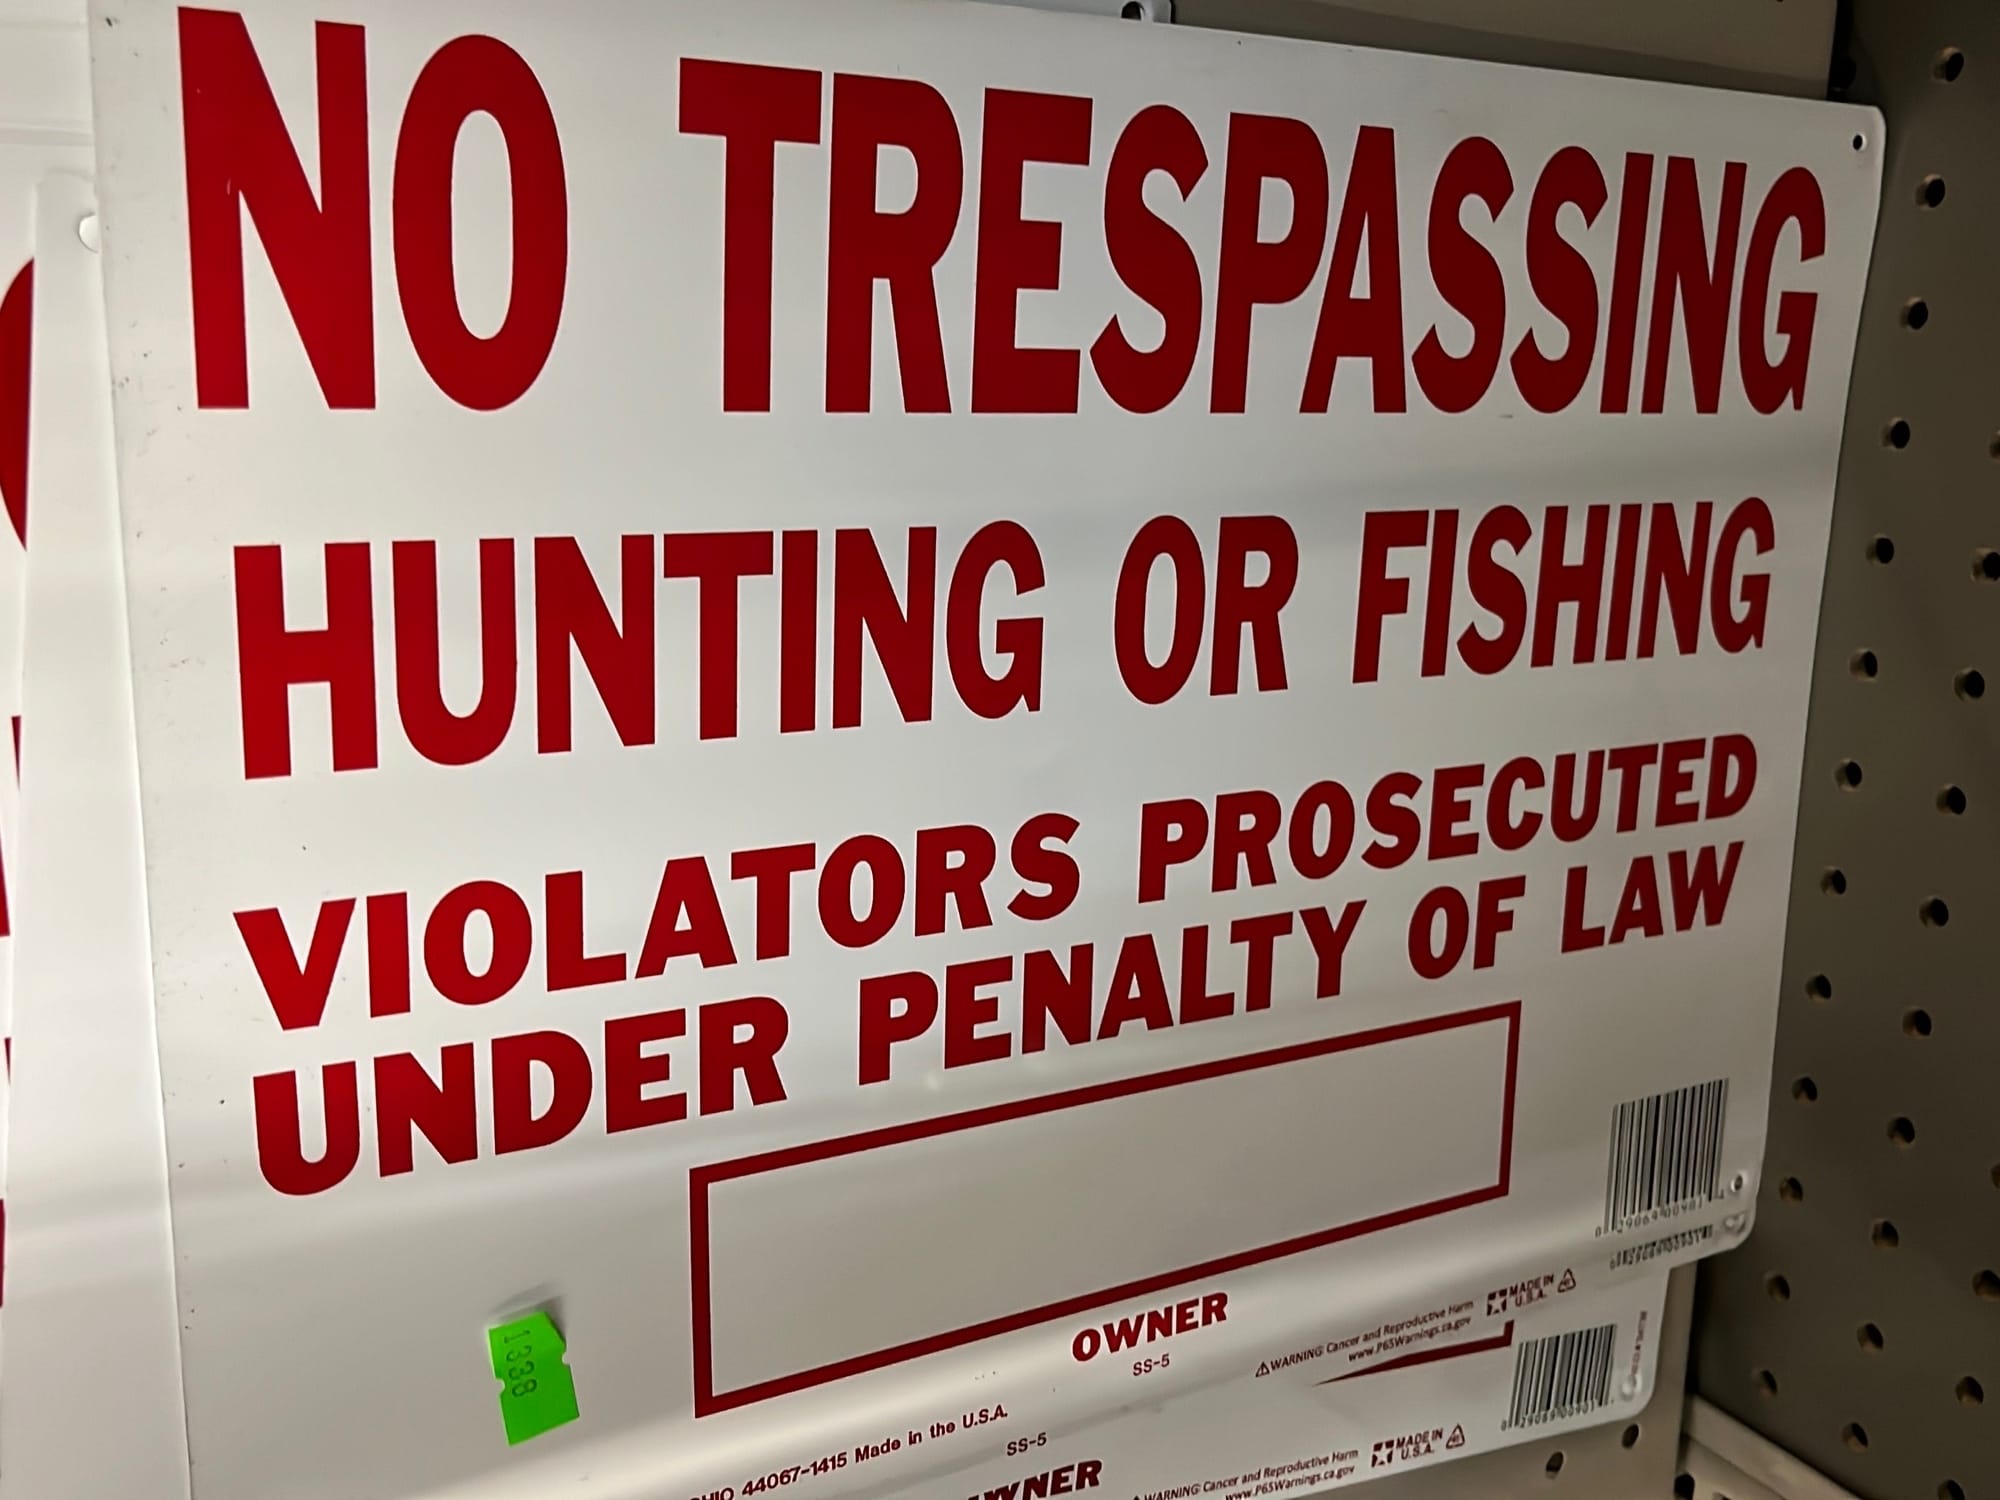 NO TRESPASSING
HUNTING OR FISHING
VIOLATORS PROSECUTED
UNDER PENALTY OF LAW
OWNER
SS-5
⚠WARNING: Cancer and Reproductive Harm
www.P65Warnings.ca.gov
MADE IN
U.S.A.
1338
44067-1415 Made in the U.S.A.
SS-5
WARNING: Cancer and Reproductive Harm
www.P65Warnings.ca.gov
MADE IN
U.S.A.